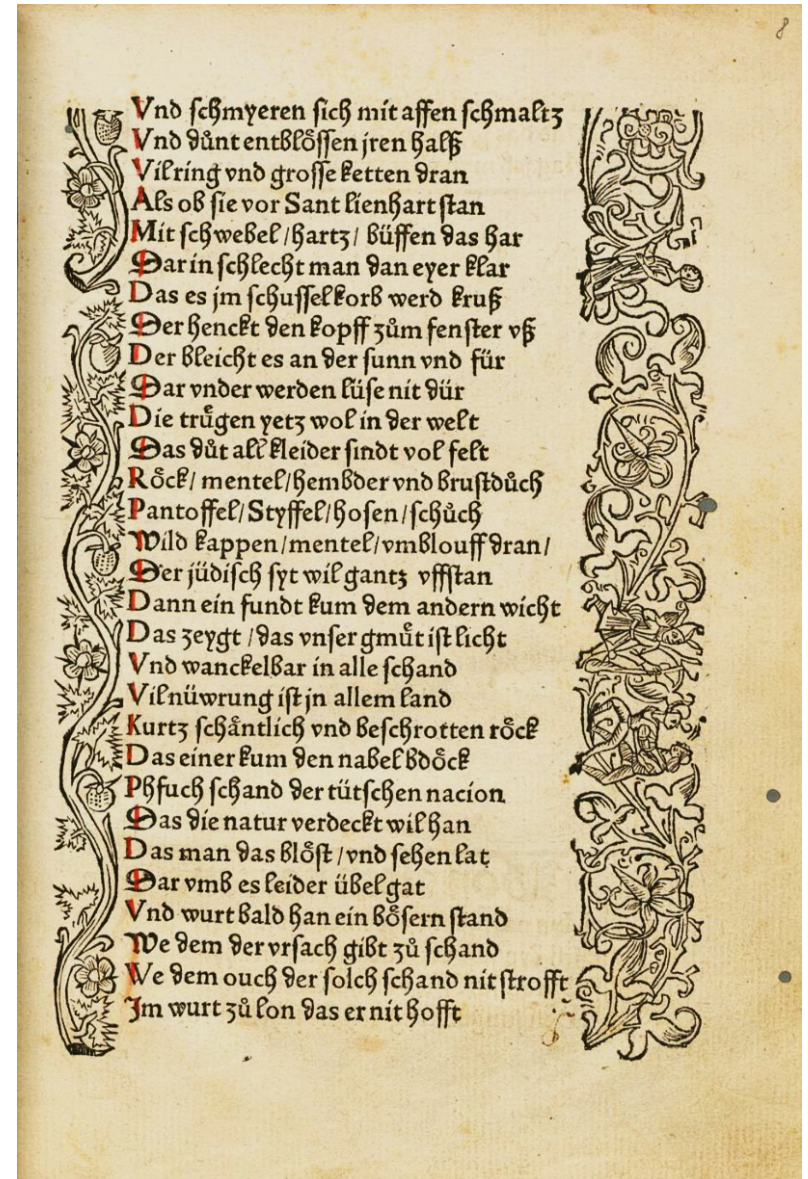 8
Vnd ſchmyeren ſich mit affen ſchmaltz
Vnd důnt entblöſſen jren halß
Vil ring vnd groſſe ketten dran
Als ob ſie vor Sant lienhart ſtan
Mit ſchwebel / hartz / büffen das har
Dar in ſchlecht man dan eyer klar
Das es jm ſchuſſelkorb werd kruß
Der henckt den kopff zům fenſter vß
Der bleicht es an der ſunn vnd für
Dar vnder werden lüſe nit dür
Die trügen yetz wol in der welt
Das důt all kleider ſindt vol felt
Röck / mentel / hembder vnd bruſtdůch
Pantoffel / Styffel / hoſen / ſchůch
Wild kappen / mentel / vmblouff dran /
Der jüdiſch ſyt wil gantz vffſtan
Dann ein fundt kum dem andern wicht
Das zeygt / das vnſer gmůt iſt licht
Vnd wanckelbar in alle ſchand
Vil nüwrung iſt jn allem land
Kurtz ſchäntlich vnd beſchrotten röck
Das einer kum den nabel bdöck
Phfuch ſchand der tütſchen nacion
Das die natur verdeckt wil han
Das man das blöſt / vnd ſehen lat
Dar vmb es leider übel gat
Vnd wurt bald han ein böſern ſtand
We dem der vrſach gibt zů ſchand
We dem ouch der ſolch ſchand nit ſtrofft
Im wurt zů lon das er nit hofft